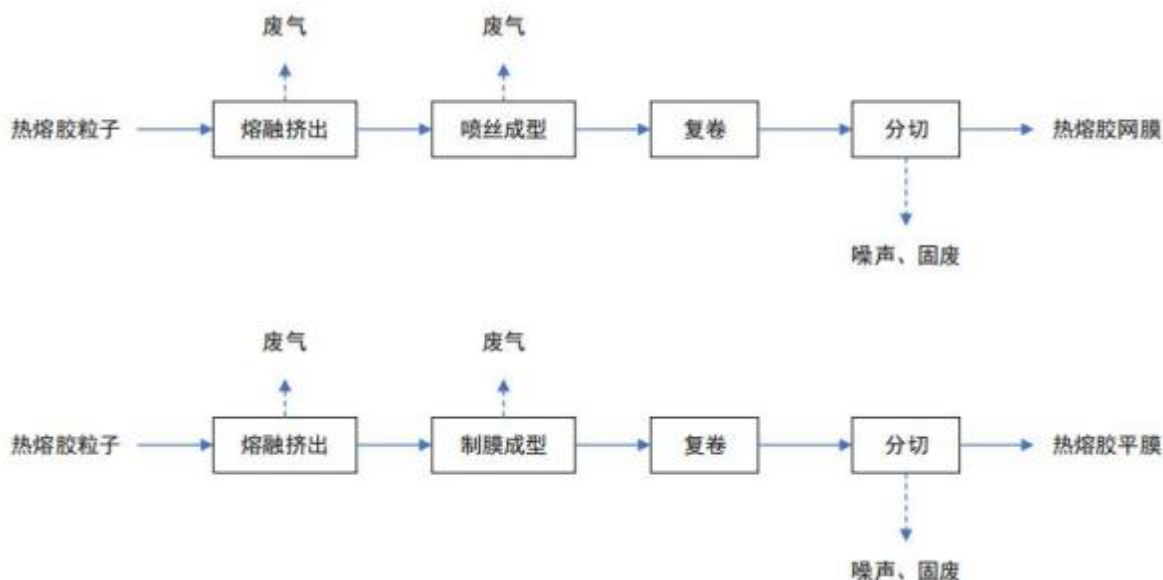 废气 废气
热熔胶粒子 熔融挤出 喷丝成型 复卷 分切 热熔胶网膜
噪声、固废
废气 废气
热熔胶粒子 熔融挤出 制膜成型 复卷 分切 热熔胶平膜
噪声、固废